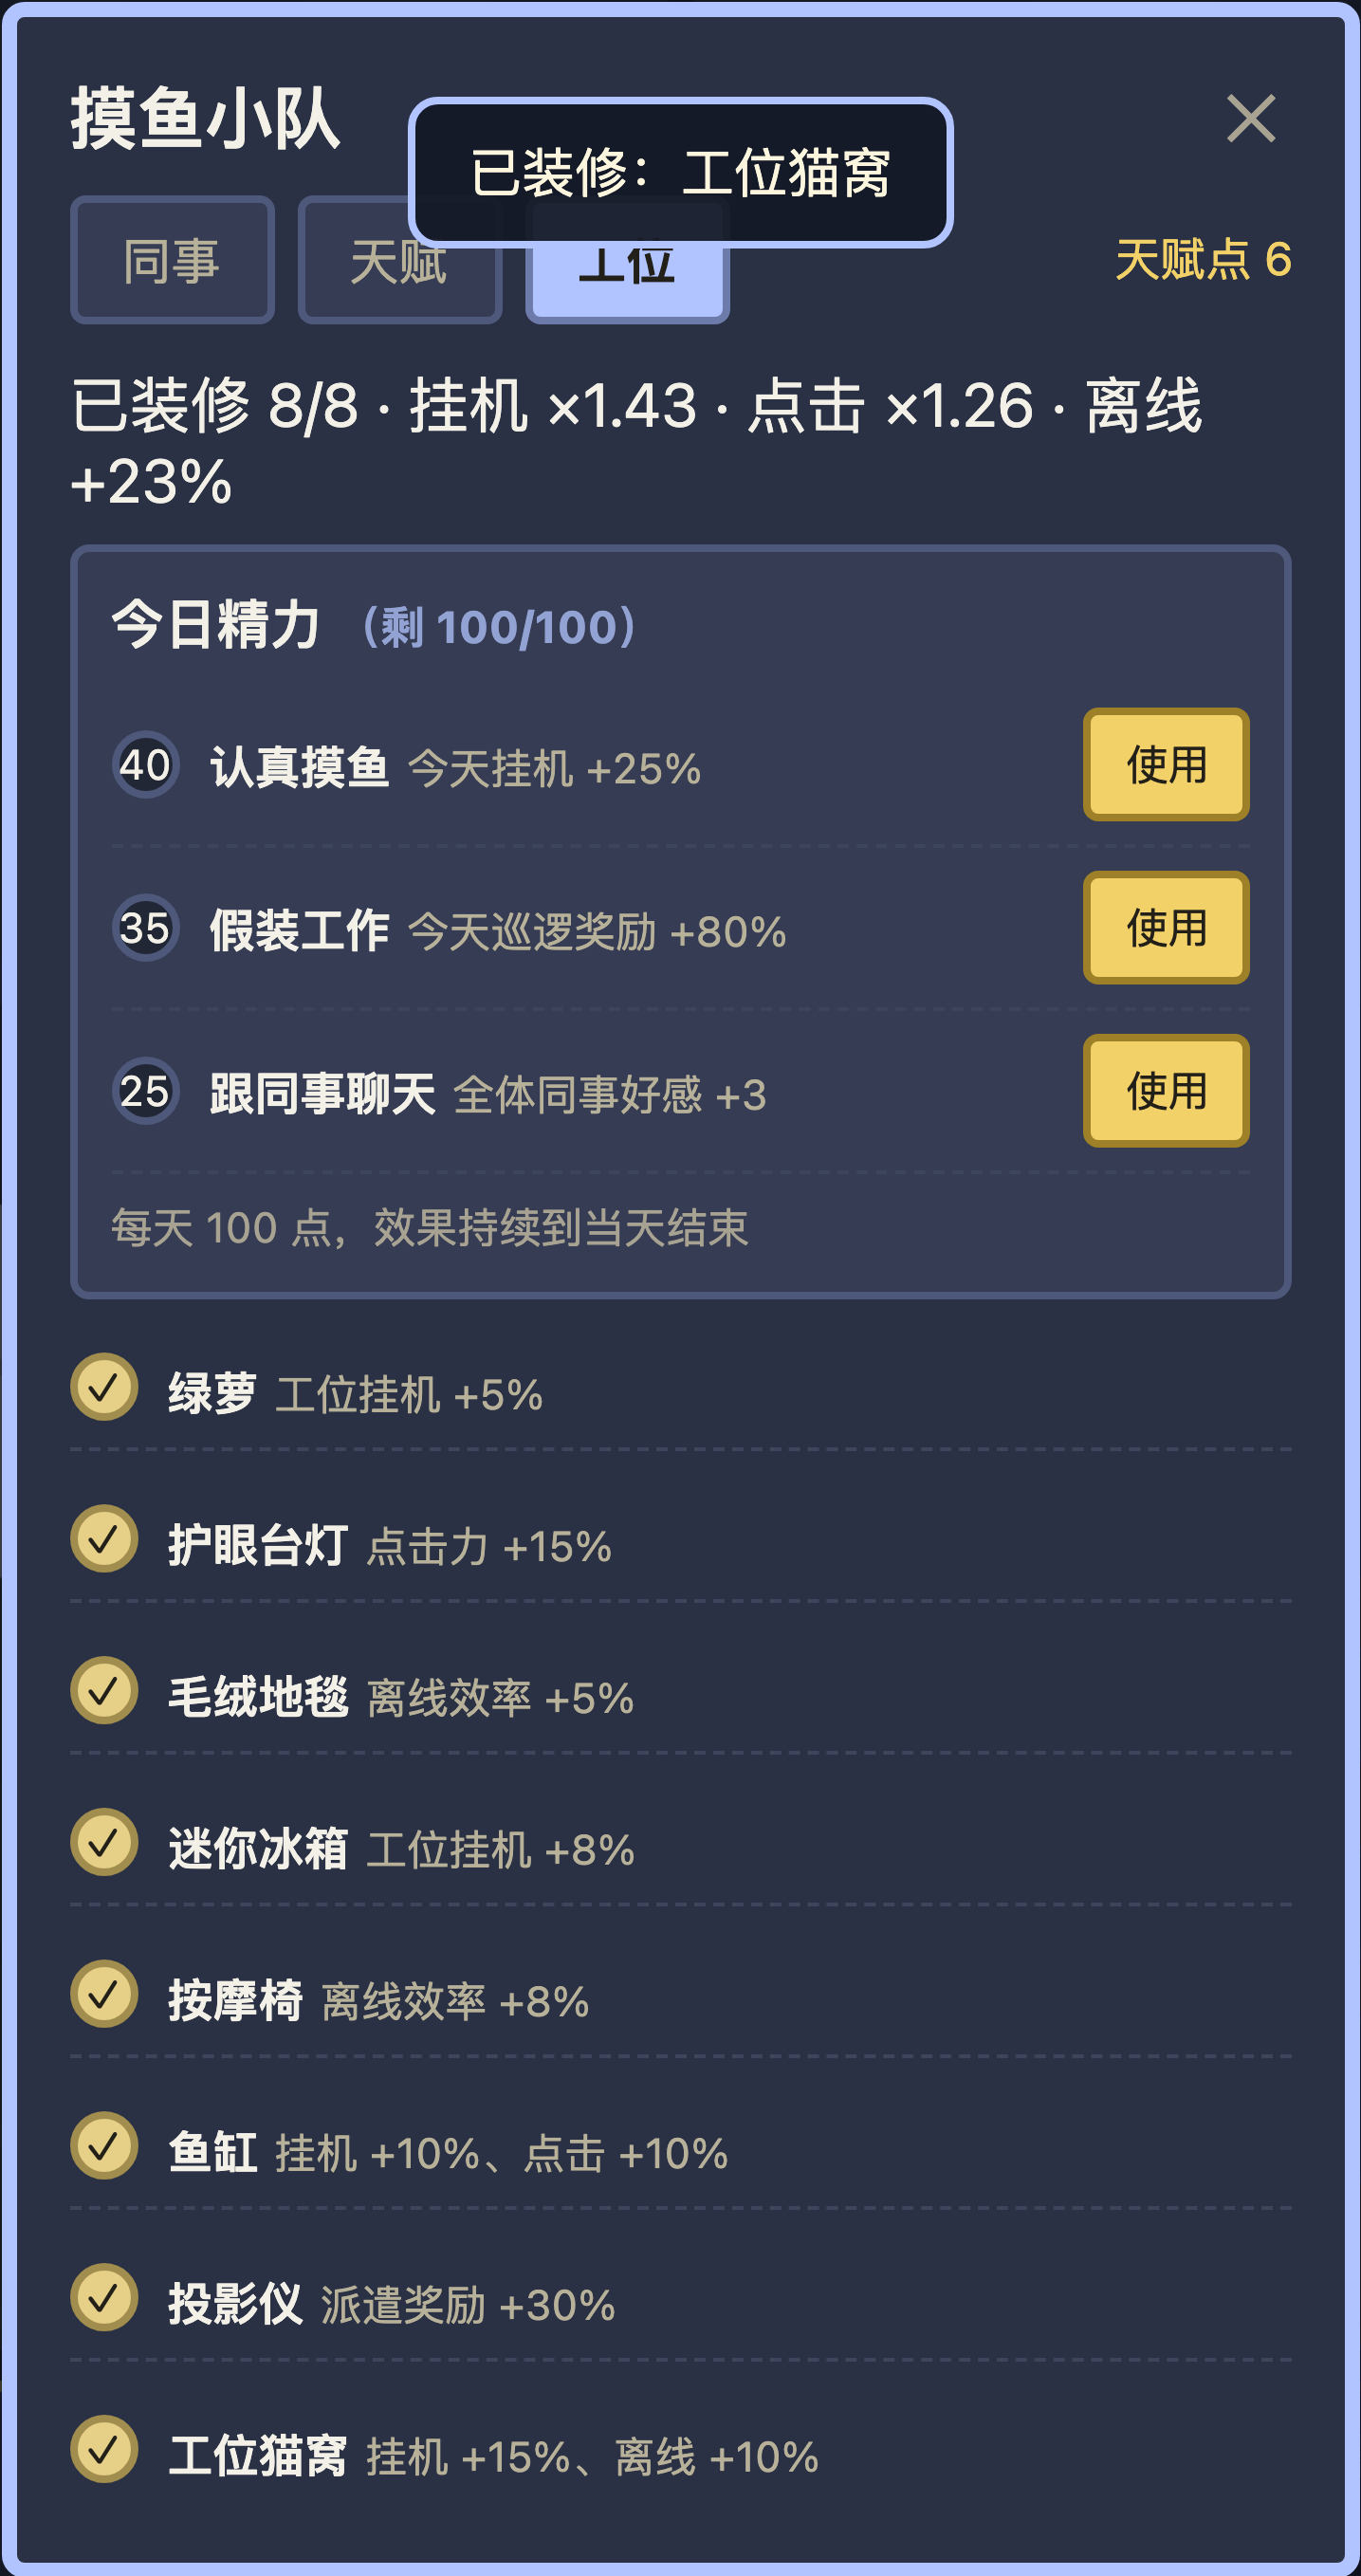 摸鱼小队
已装修：工位猫窝
同事
天赋
工位
天赋点 6
已装修 8/8 · 挂机 ×1.43 · 点击 ×1.26 · 离线
+23%
今日精力（剩 100/100）
40 认真摸鱼 今天挂机 +25% 使用
35 假装工作 今天巡逻奖励 +80% 使用
25 跟同事聊天 全体同事好感 +3 使用
每天 100 点，效果持续到当天结束
绿萝 工位挂机 +5%
护眼台灯 点击力 +15%
毛绒地毯 离线效率 +5%
迷你冰箱 工位挂机 +8%
按摩椅 离线效率 +8%
鱼缸 挂机 +10%、点击 +10%
投影仪 派遣奖励 +30%
工位猫窝 挂机 +15%、离线 +10%